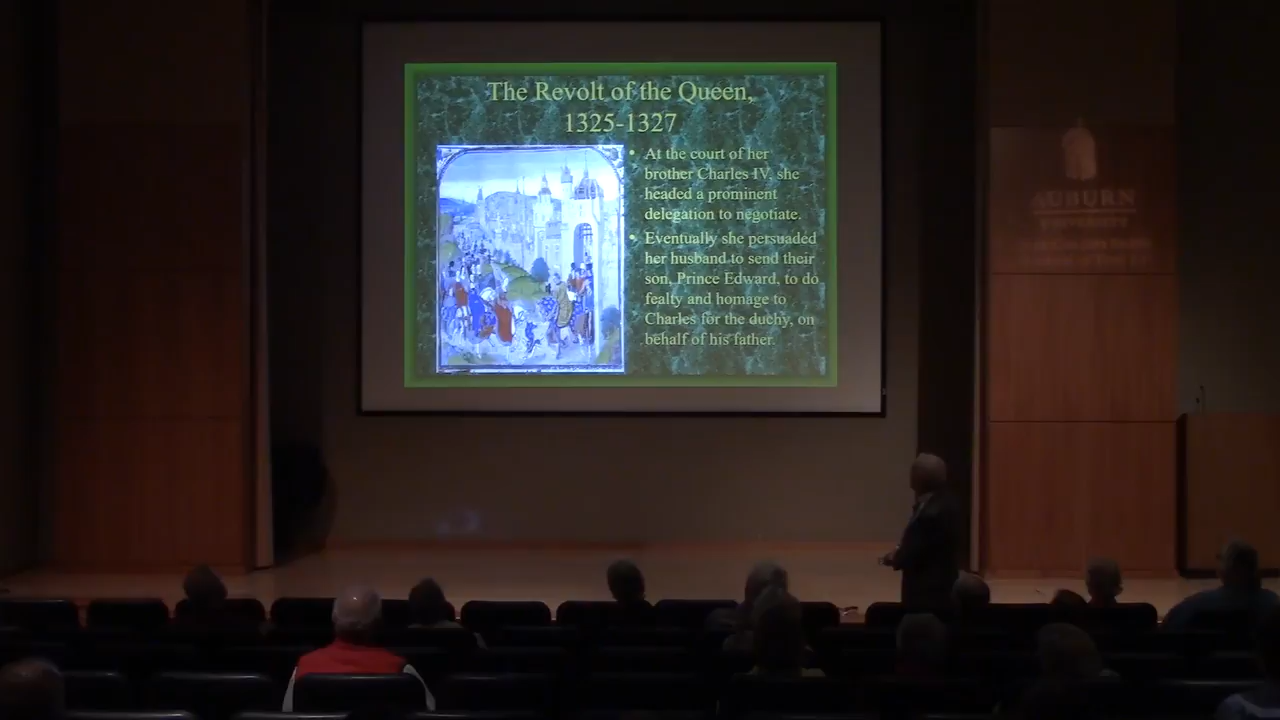 The Revolt of the Queen,
1325-1327
• At the court of her
brother Charles IV, she
headed a prominent
delegation to negotiate.
• Eventually she persuaded
her husband to send their
son, Prince Edward, to do
fealty and homage to
Charles for the duchy, on
behalf of his father.
AUBURN
UNIVERSITY